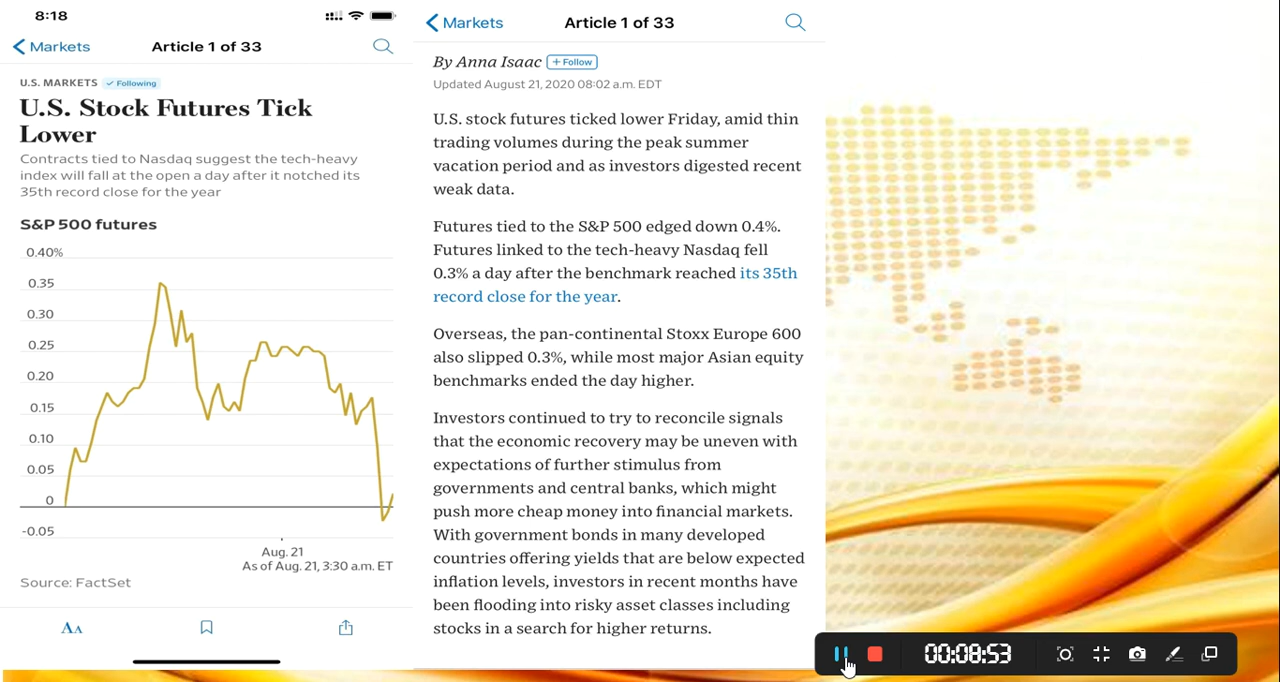 8:18
Markets
Article 1 of 33
U.S. MARKETS
Following
U.S. Stock Futures Tick
Lower
Contracts tied to Nasdaq suggest the tech-heavy
index will fall at the open a day after it notched its
35th record close for the year
S&P 500 futures
0.40%
0.35
0.30
0.25
0.20
0.15
0.10
0.05
0
-0.05
Aug. 21
As of Aug. 21, 3:30 a.m. ET
Source: FactSet
AA
Markets
Article 1 of 33
By Anna Isaac + Follow
Updated August 21, 2020 08:02 a.m. EDT
U.S. stock futures ticked lower Friday, amid thin
trading volumes during the peak summer
vacation period and as investors digested recent
weak data.
Futures tied to the S&P 500 edged down 0.4%.
Futures linked to the tech-heavy Nasdaq fell
0.3% a day after the benchmark reached its 35th
record close for the year.
Overseas, the pan-continental Stoxx Europe 600
also slipped 0.3%, while most major Asian equity
benchmarks ended the day higher.
Investors continued to try to reconcile signals
that the economic recovery may be uneven with
expectations of further stimulus from
governments and central banks, which might
push more cheap money into financial markets.
With government bonds in many developed
countries offering yields that are below expected
inflation levels, investors in recent months have
been flooding into risky asset classes including
stocks in a search for higher returns.
00:08:53